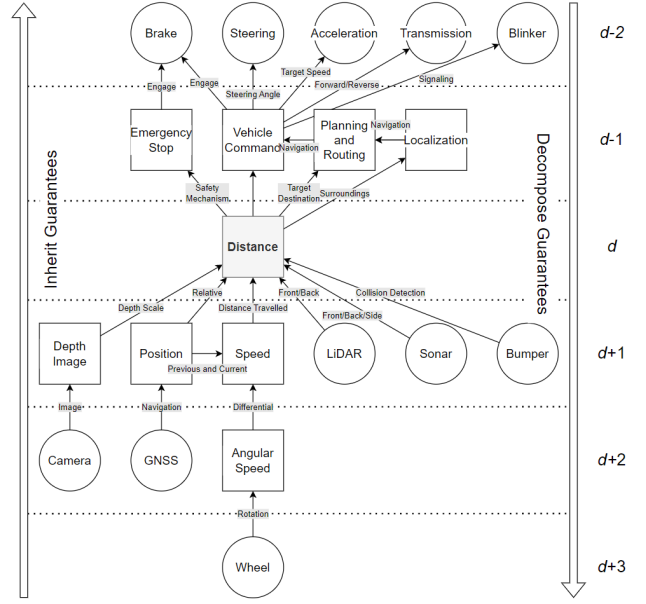 Brake
Steering
Acceleration
Transmission
Blinker
d-2
Engage
Engage
Steering Angle
Target Speed
Forward/Reverse
Signaling
Emergency
Stop
Vehicle
Command
Navigation
Planning
and
Routing
Navigation
Localization
d-1
Safety
Mechanism
Target
Destination
Surroundings
Inherit Guarantees
Decompose Guarantees
Distance
d
Depth Scale
Relative
Distance Travelled
Front/Back
Front/Back/Side
Collision Detection
Depth
Image
Position
Previous and Current
Speed
LiDAR
Sonar
Bumper
d+1
Image
Navigation
Differential
Camera
GNSS
Angular
Speed
d+2
Rotation
Wheel
d+3